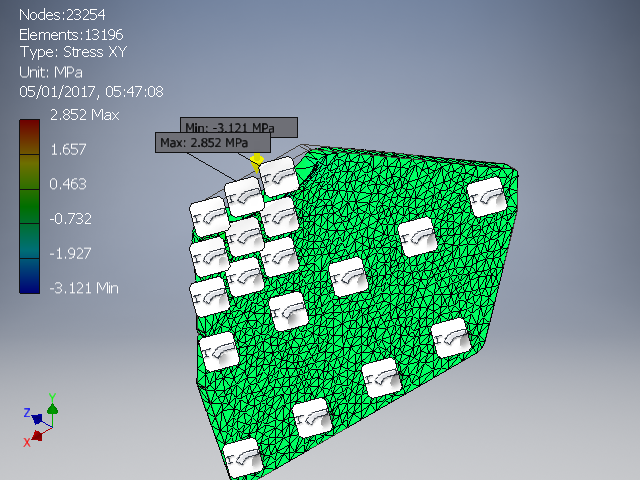 Nodes:23254
Elements:13196
Type: Stress XY
Unit: MPa
05/01/2017, 05:47:08
2.852 Max
1.657
0.463
-0.732
-1.927
-3.121 Min
Min: -3.121 MPa
Max: 2.852 MPa
Y
Z
X